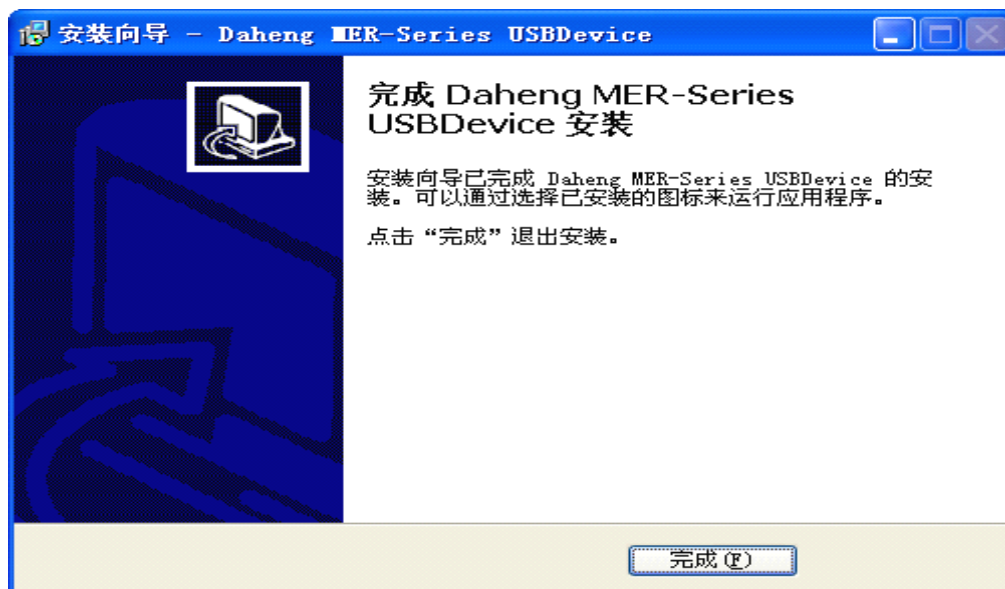 安装向导 - Daheng MER-Series USBDevice
完成 Daheng MER-Series
USBDevice 安装
安装向导已完成 Daheng MER-Series USBDevice 的安
装。可以通过选择已安装的图标来运行应用程序。
点击“完成”退出安装。
完成(F)